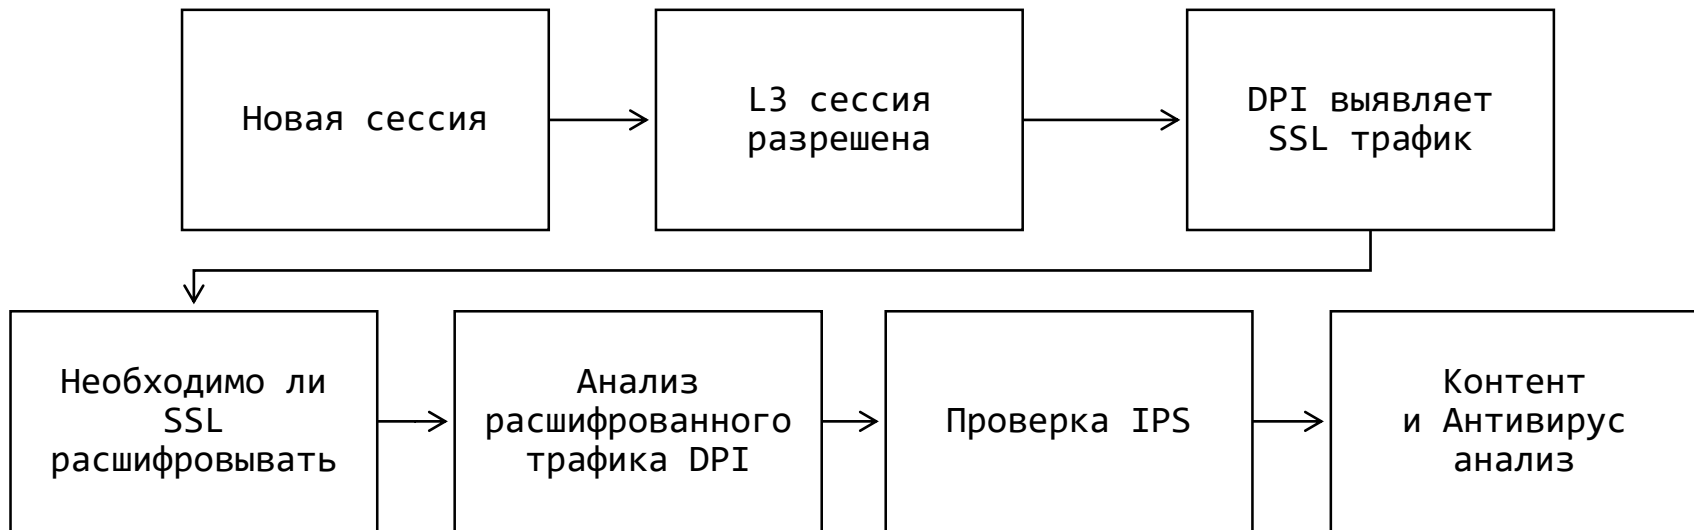 Новая сессия
L3 сессия
разрешена
DPI выявляет
SSL трафик
Необходимо ли
SSL
расшифровывать
Анализ
расшифрованного
трафика DPI
Проверка IPS
Контент
и Антивирус
анализ